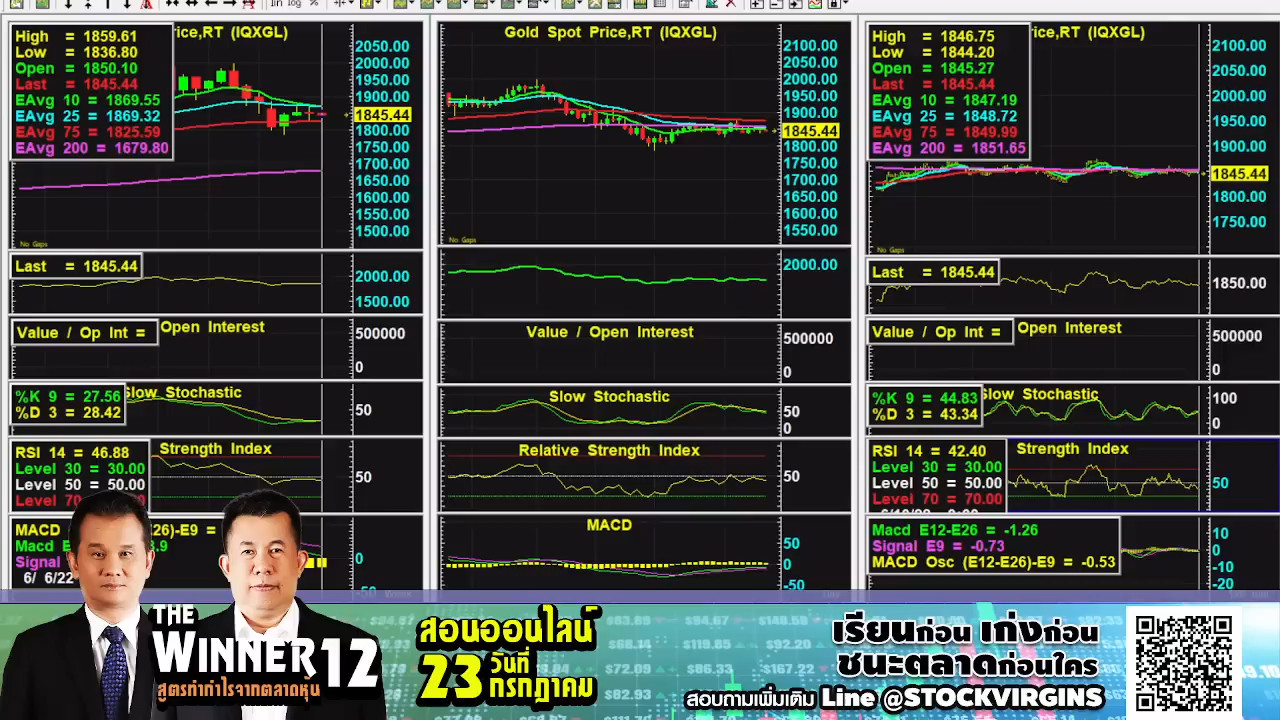 High = 1859.61
Low = 1836.80
Open = 1850.10
Last = 1845.44
EAvg 10 = 1869.55
EAvg 25 = 1869.32
EAvg 75 = 1825.59
EAvg 200 = 1679.80
rice,RT (IQXGL)
2050.00
2000.00
1950.00
1900.00
1845.44
1800.00
1750.00
1700.00
1650.00
1600.00
1550.00
1500.00
No Gaps
Last = 1845.44
2000.00
1500.00
Value / Op Int =
Open Interest
500000
0
%K 9 = 27.56
%D 3 = 28.42
Slow Stochastic
50
RSI 14 = 46.88
Level 30 = 30.00
Level 50 = 50.00
Level 70
Strength Index
50
MACD
E26)-E9 =
Macd
Signal
6/ 6/22
0
Gold Spot Price,RT (IQXGL)
2100.00
2050.00
2000.00
1950.00
1900.00
1845.44
1800.00
1750.00
1700.00
1650.00
1600.00
1550.00
No Gaps
2000.00
Value / Open Interest
500000
0
Slow Stochastic
50
0
Relative Strength Index
50
MACD
50
0
-50
High = 1846.75
Low = 1844.20
Open = 1845.27
Last = 1845.44
EAvg 10 = 1847.19
EAvg 25 = 1848.72
EAvg 75 = 1849.99
EAvg 200 = 1851.65
rice,RT (IQXGL)
2100.00
2050.00
2000.00
1950.00
1900.00
1845.44
1800.00
1750.00
No Gaps
Last = 1845.44
1850.00
Value / Op Int =
Open Interest
500000
0
%K 9 = 44.83
%D 3 = 43.34
Slow Stochastic
100
0
RSI 14 = 42.40
Level 30 = 30.00
Level 50 = 50.00
Level 70 = 70.00
Strength Index
50
Macd E12-E26 = -1.26
Signal E9 = -0.73
MACD Osc (E12-E26)-E9 = -0.53
10
0
-10
-20
THE
WINNER 12
สูตรทำกำไรจากตลาดหุ้น
สอนออนไลน์
23 วันที่
กรกฎาคม
เรียนก่อน เก่งก่อน
ชนะตลาดก่อนใคร
สอบถามเพิ่มเติม Line @STOCKVIRGINS